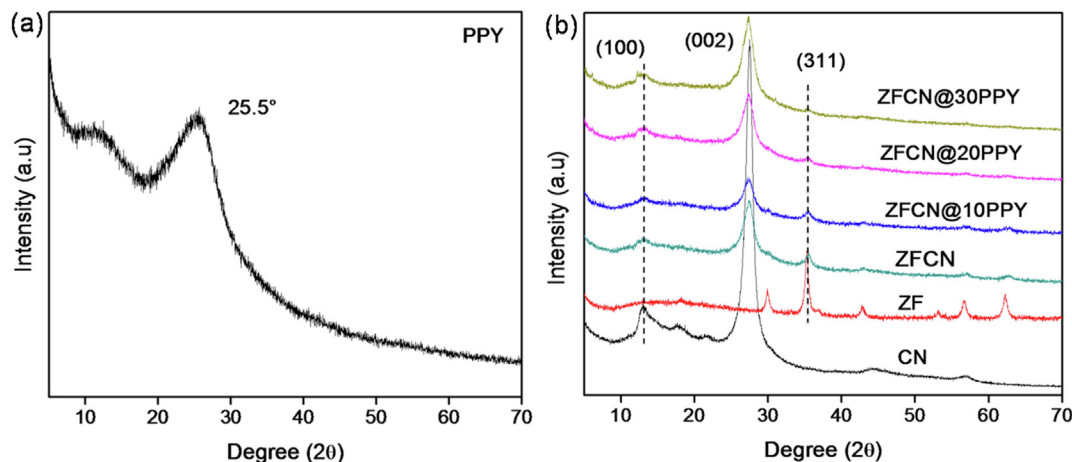 (a)
PPY
25.5°
Intensity (a.u)
10 20 30 40 50 60 70
Degree (2θ)
(b)
(100)
(002)
(311)
ZFCN@30PPY
ZFCN@20PPY
ZFCN@10PPY
ZFCN
ZF
CN
Intensity (a.u)
10 20 30 40 50 60 70
Degree (2θ)